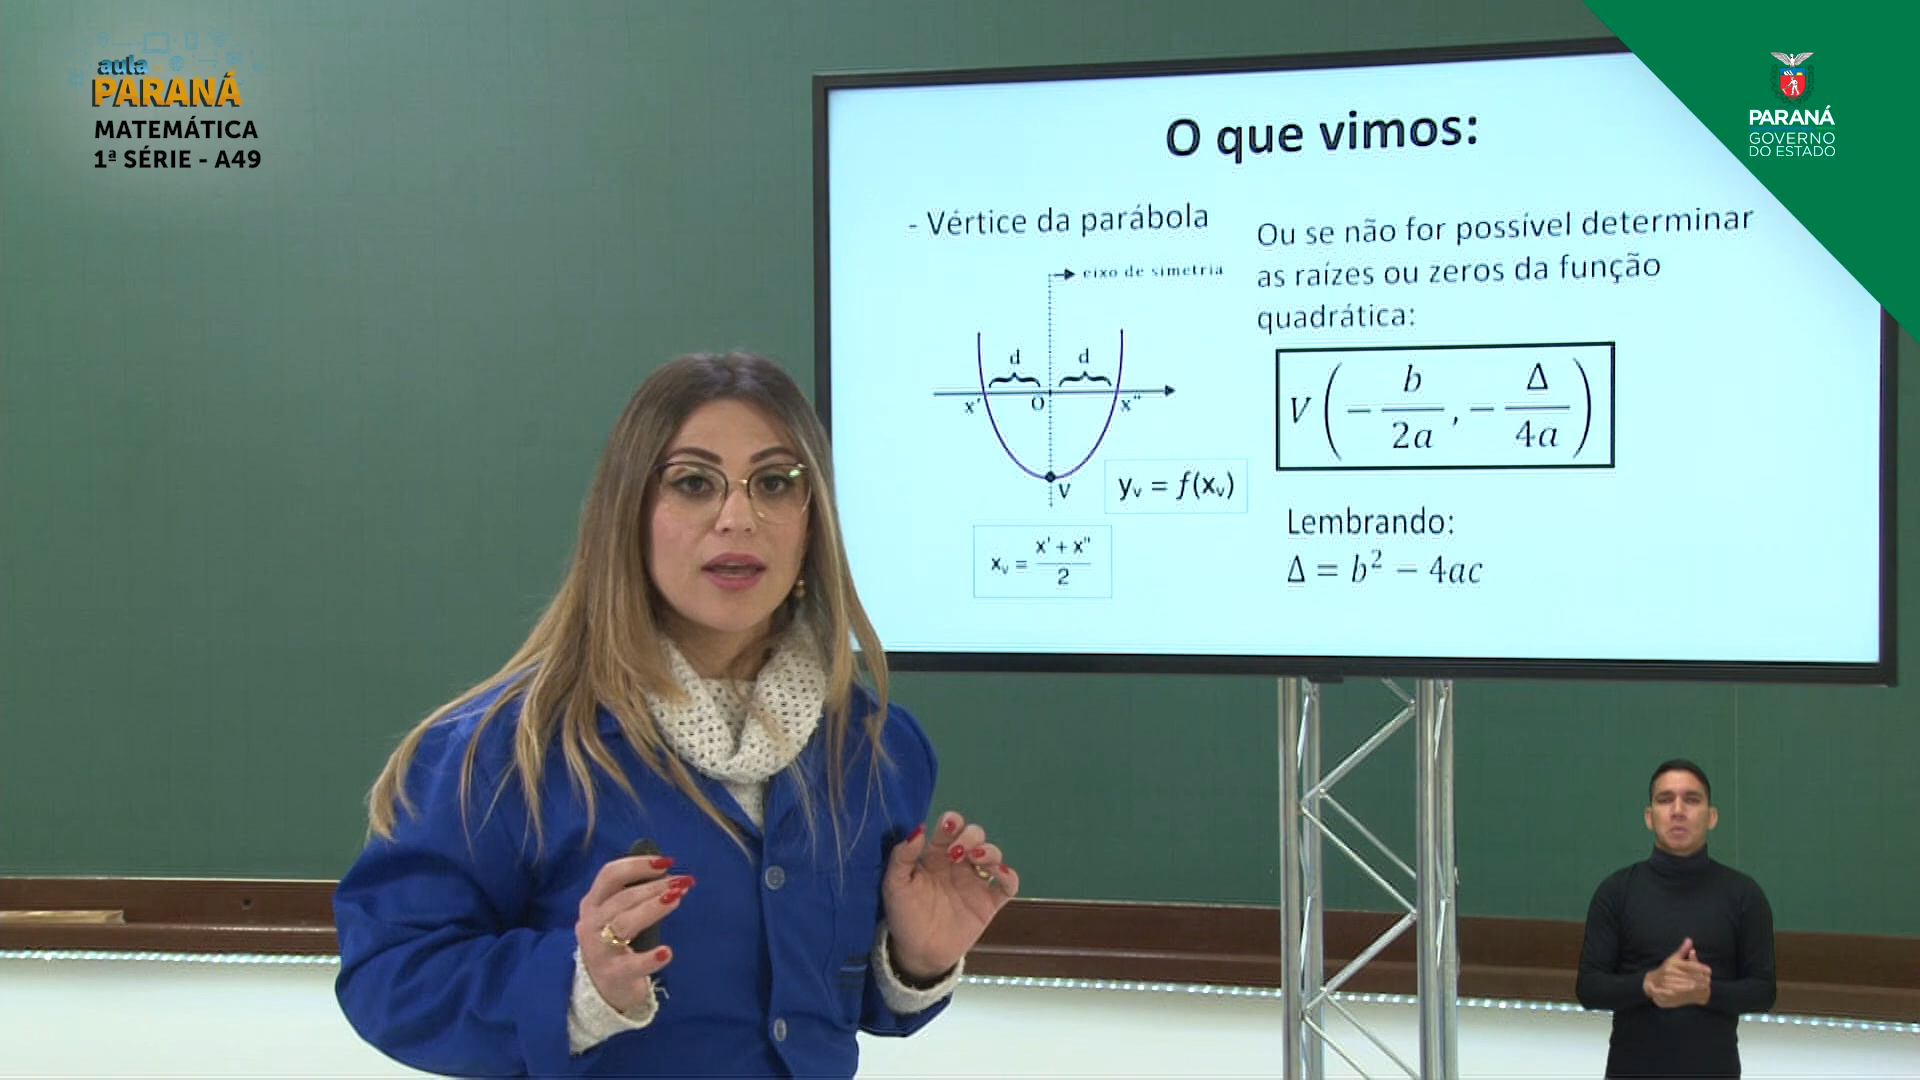 aula
PARANÁ
MATEMÁTICA
1ª SÉRIE - A49
PARANÁ
GOVERNO
DO ESTADO
O que vimos:
- Vértice da parábola
eixo de simetria
d d
x' O x''
V
yᵥ = f(xᵥ)
xᵥ = (x' + x'')/2
Ou se não for possível determinar
as raízes ou zeros da função
quadrática:
V(−b/2a, −Δ/4a)
Lembrando:
Δ = b² − 4ac